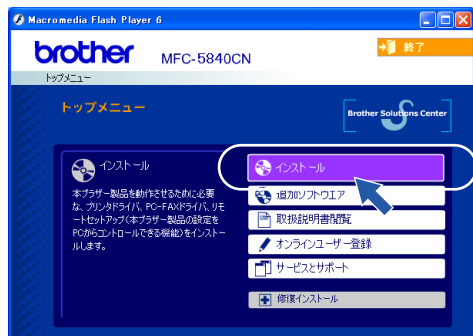 Macromedia Flash Player 6
brother
MFC-5840CN
終了
トップメニュー
トップメニュー
Brother Solutions Center
インストール
本ブラザー製品を動作させるために必要
な、プリンタドライバ、PC-FAXドライバ、リモ
ートセットアップ(本ブラザー製品の設定を
PCからコントロールできる機能)をインストー
ルします。
インストール
追加ソフトウエア
取扱説明書閲覧
オンラインユーザー登録
サービスとサポート
修復インストール